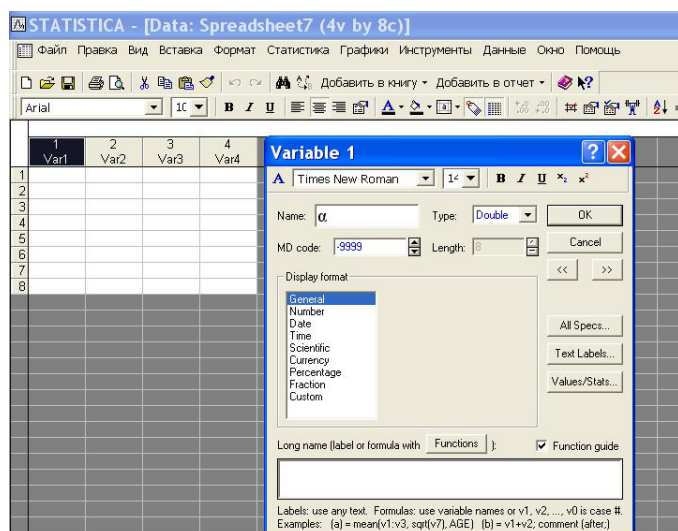 STATISTICA - [Data: Spreadsheet7 (4v by 8c)]
Файл Правка Вид Вставка Формат Статистика Графики Инструменты Данные Окно Помощь
Добавить в книгу Добавить в отчет
Arial 10 B I U A
1 2 3 4
Var1 Var2 Var3 Var4
1
2
3
4
5
6
7
8
Variable 1
A Times New Roman 14 B I U x₂ x²
Name: α Type: Double OK
MD code: -9999 Length: 8 Cancel
<< >>
Display format
General
Number
Date
Time
Scientific
Currency
Percentage
Fraction
Custom
All Specs...
Text Labels...
Values/Stats...
Long name (label or formula with Functions ): Function guide
Labels: use any text. Formulas: use variable names or v1, v2, ..., v0 is case #.
Examples: (a) = mean(v1:v3, sqrt(v7), AGE) (b) = v1+v2; comment (after;)